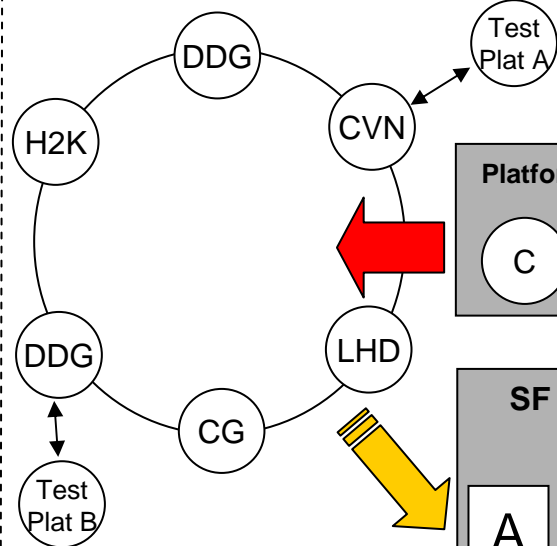 Test
Plat A
DDG
CVN
H2K
Platfo
C
DDG
LHD
SF
CG
Test
Plat B
A